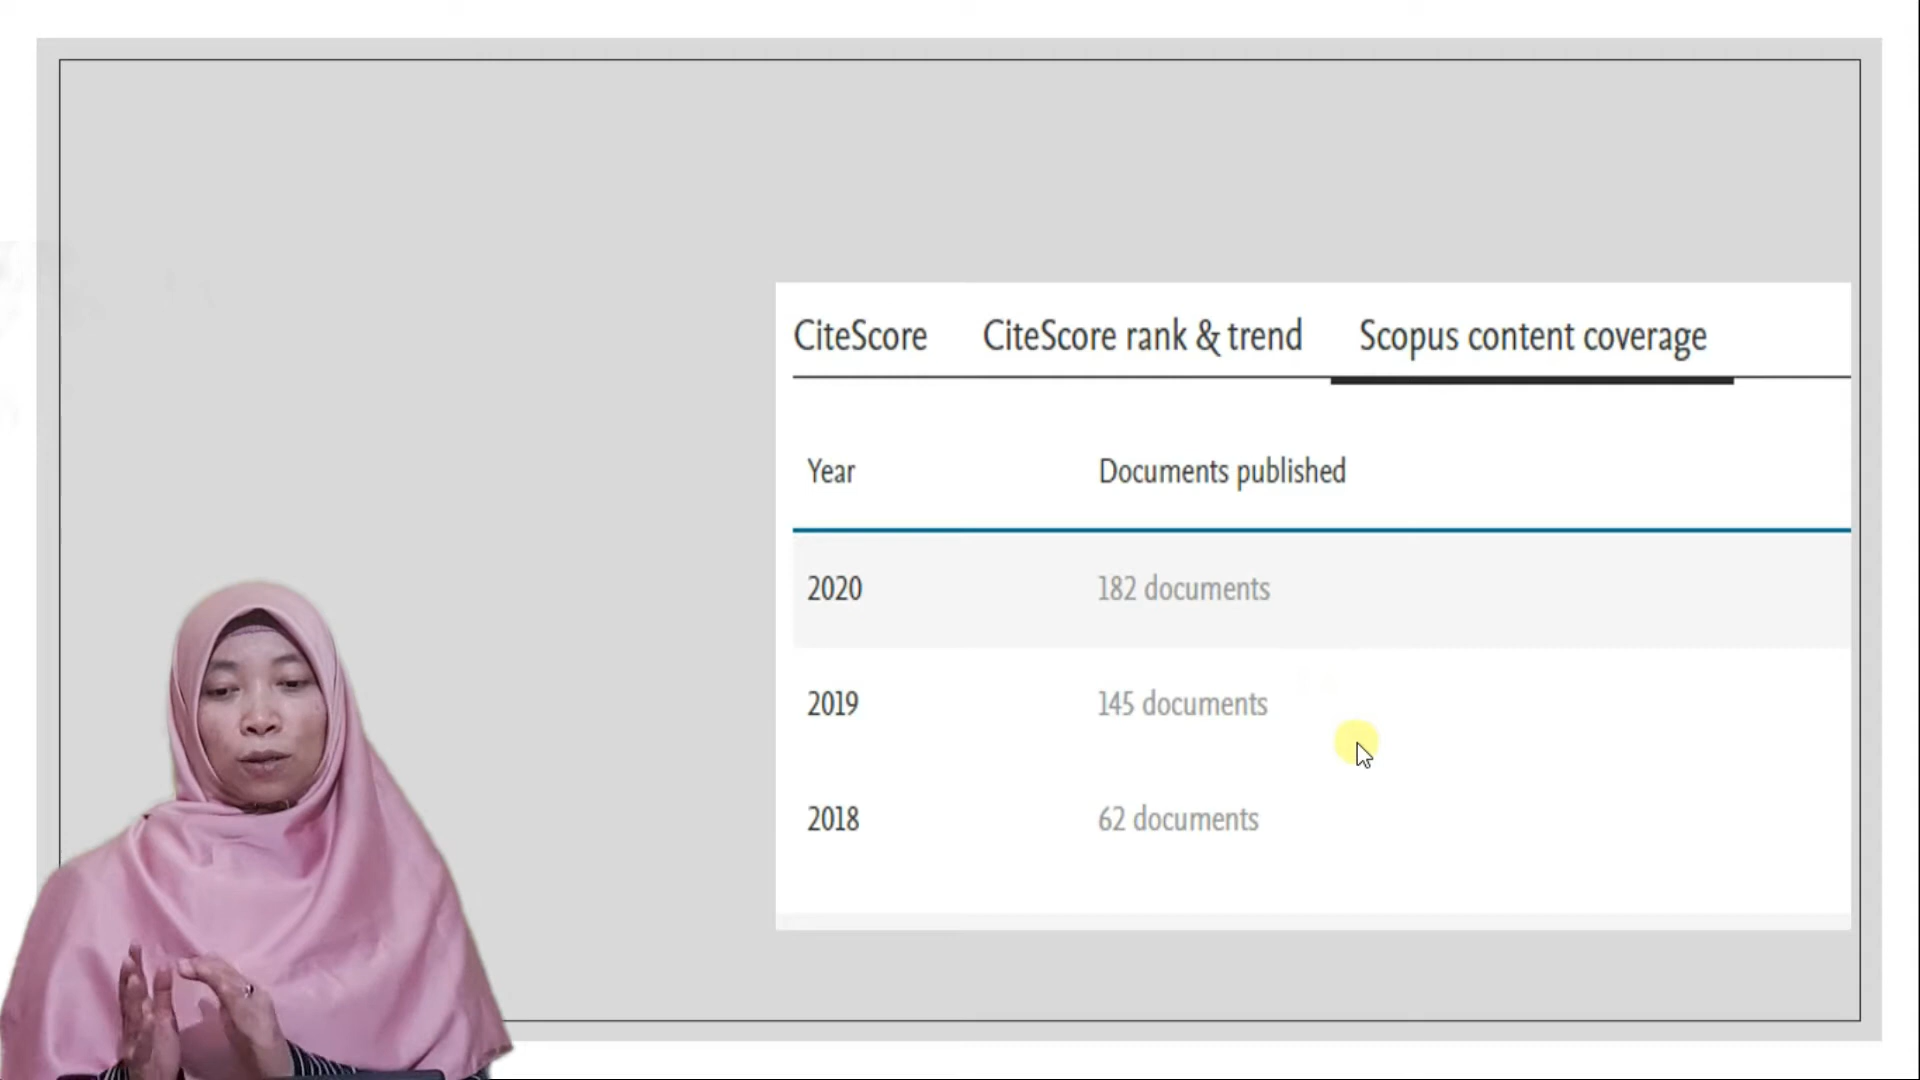 CiteScore CiteScore rank & trend Scopus content coverage
Year Documents published
2020 182 documents
2019 145 documents
2018 62 documents